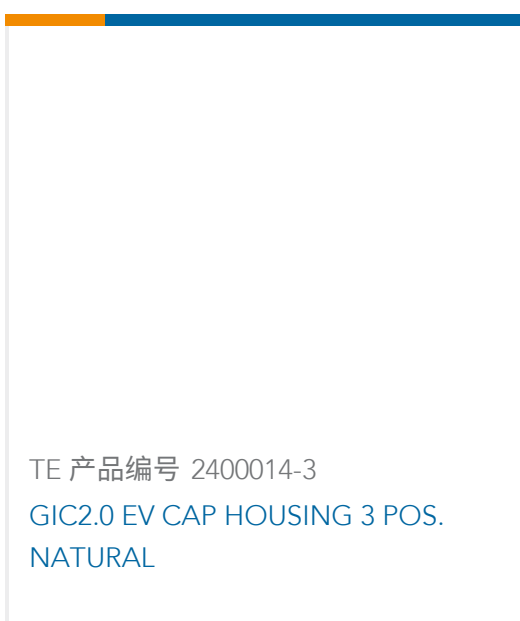 TE 产品编号 2400014-3
GIC2.0 EV CAP HOUSING 3 POS.
NATURAL